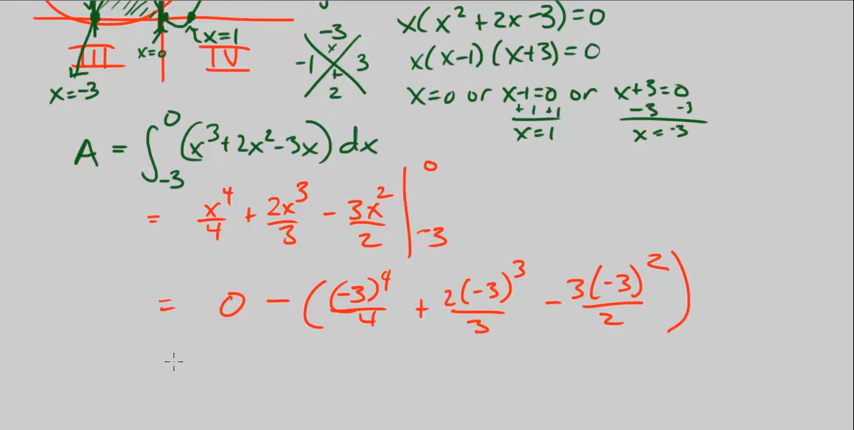 x(x² + 2x - 3) = 0
x(x-1)(x+3) = 0
x=0 or x-1=0 or x+3=0
+1 +1 -3 -3
x=1 x=-3
III IV
x=-3 x=0 x=1
-3
-1 x 3
+
2
A = ∫₋₃⁰ (x³ + 2x² - 3x) dx
= x⁴/4 + 2x³/3 - 3x²/2 |₋₃⁰
= 0 - ((-3)⁴/4 + 2(-3)³/3 - 3(-3)²/2)